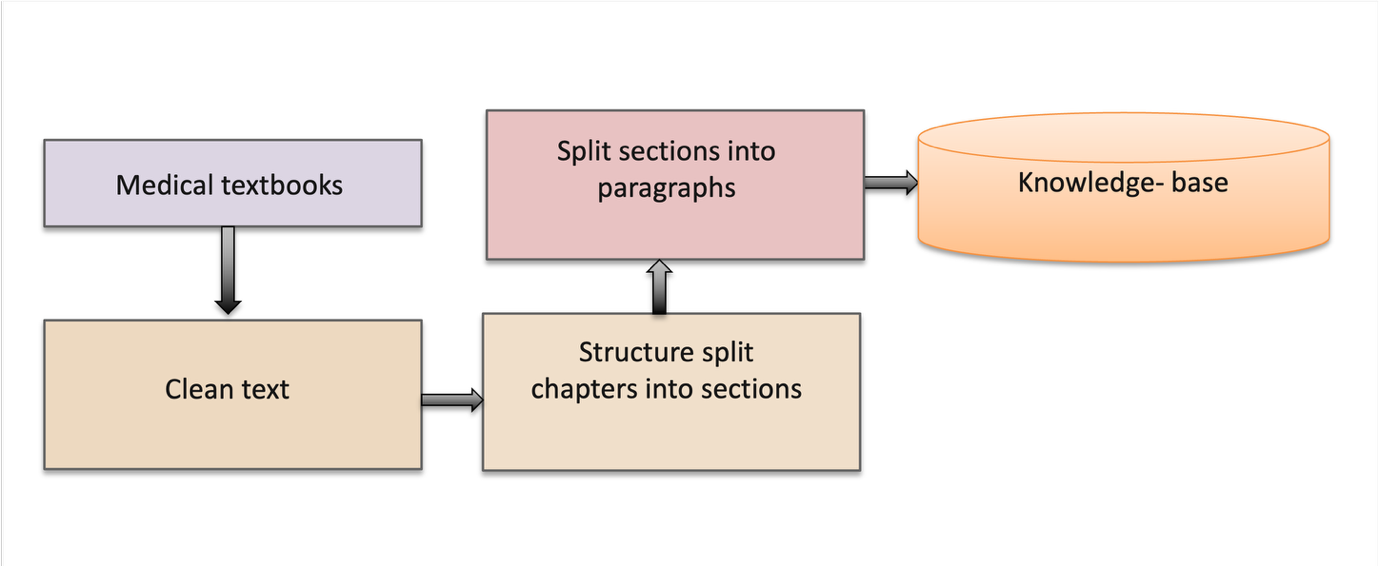 Medical textbooks
Clean text
Structure split
chapters into sections
Split sections into
paragraphs
Knowledge- base